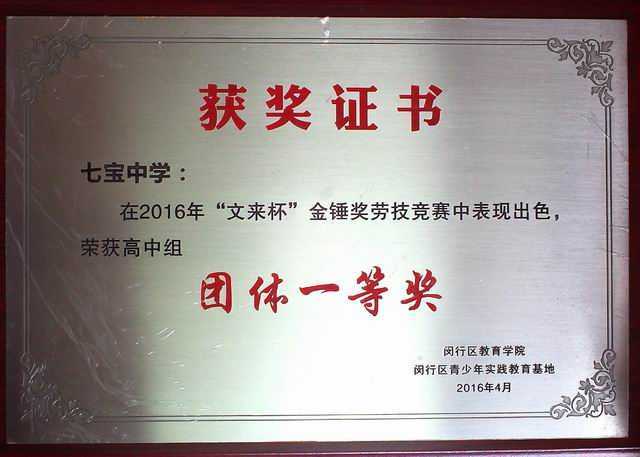 获奖证书
七宝中学：
在2016年“文来杯”金锤奖劳技竞赛中表现出色，
荣获高中组
团体一等奖
闵行区教育学院
闵行区青少年实践教育基地
2016年4月